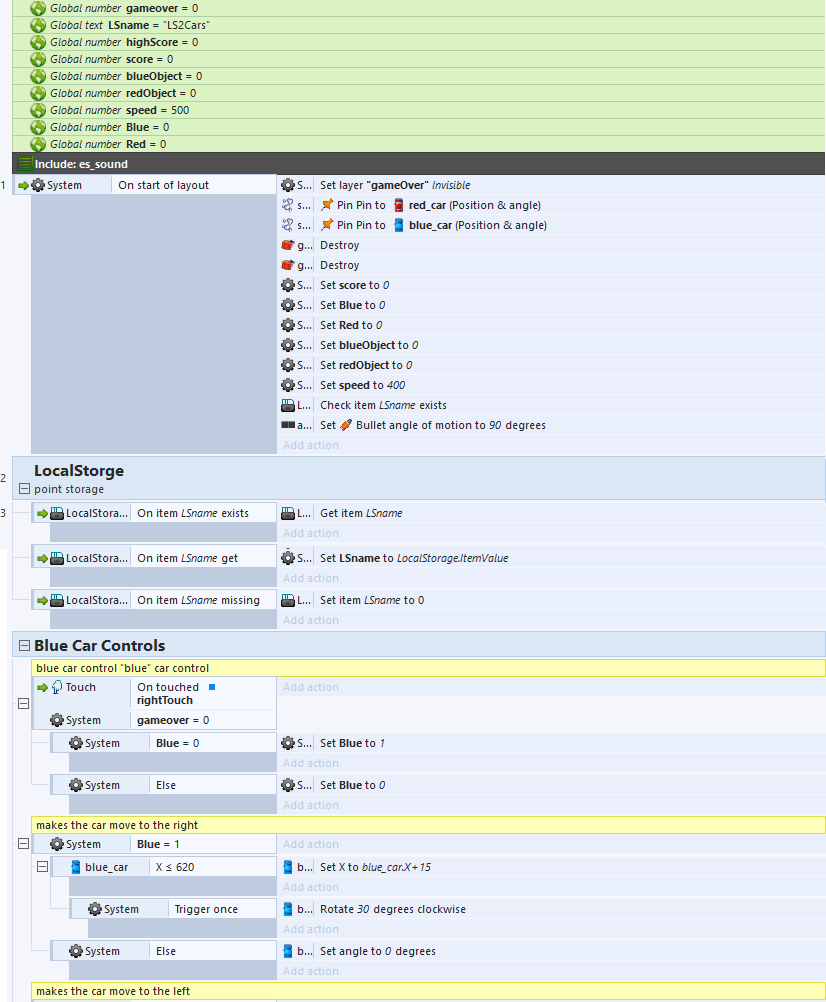 Global number gameover = 0
Global text LSname = "LS2Cars"
Global number highScore = 0
Global number score = 0
Global number blueObject = 0
Global number redObject = 0
Global number speed = 500
Global number Blue = 0
Global number Red = 0
Include: es_sound
1 System On start of layout S... Set layer "gameOver" Invisible
s... Pin Pin to red_car (Position & angle)
s... Pin Pin to blue_car (Position & angle)
g... Destroy
g... Destroy
S... Set score to 0
S... Set Blue to 0
S... Set Red to 0
S... Set blueObject to 0
S... Set redObject to 0
S... Set speed to 400
L... Check item LSname exists
a... Set Bullet angle of motion to 90 degrees
Add action
2 LocalStorge
point storage
3 LocalStora... On item LSname exists L... Get item LSname
Add action
LocalStora... On item LSname get S... Set LSname to LocalStorage.ItemValue
Add action
LocalStora... On item LSname missing L... Set item LSname to 0
Add action
Blue Car Controls
blue car control "blue" car control
Touch On touched Add action
rightTouch
System gameover = 0
System Blue = 0 S... Set Blue to 1
Add action
System Else S... Set Blue to 0
Add action
makes the car move to the right
System Blue = 1 Add action
blue_car X ≤ 620 b... Set X to blue_car.X+15
Add action
System Trigger once b... Rotate 30 degrees clockwise
Add action
System Else b... Set angle to 0 degrees
Add action
makes the car move to the left